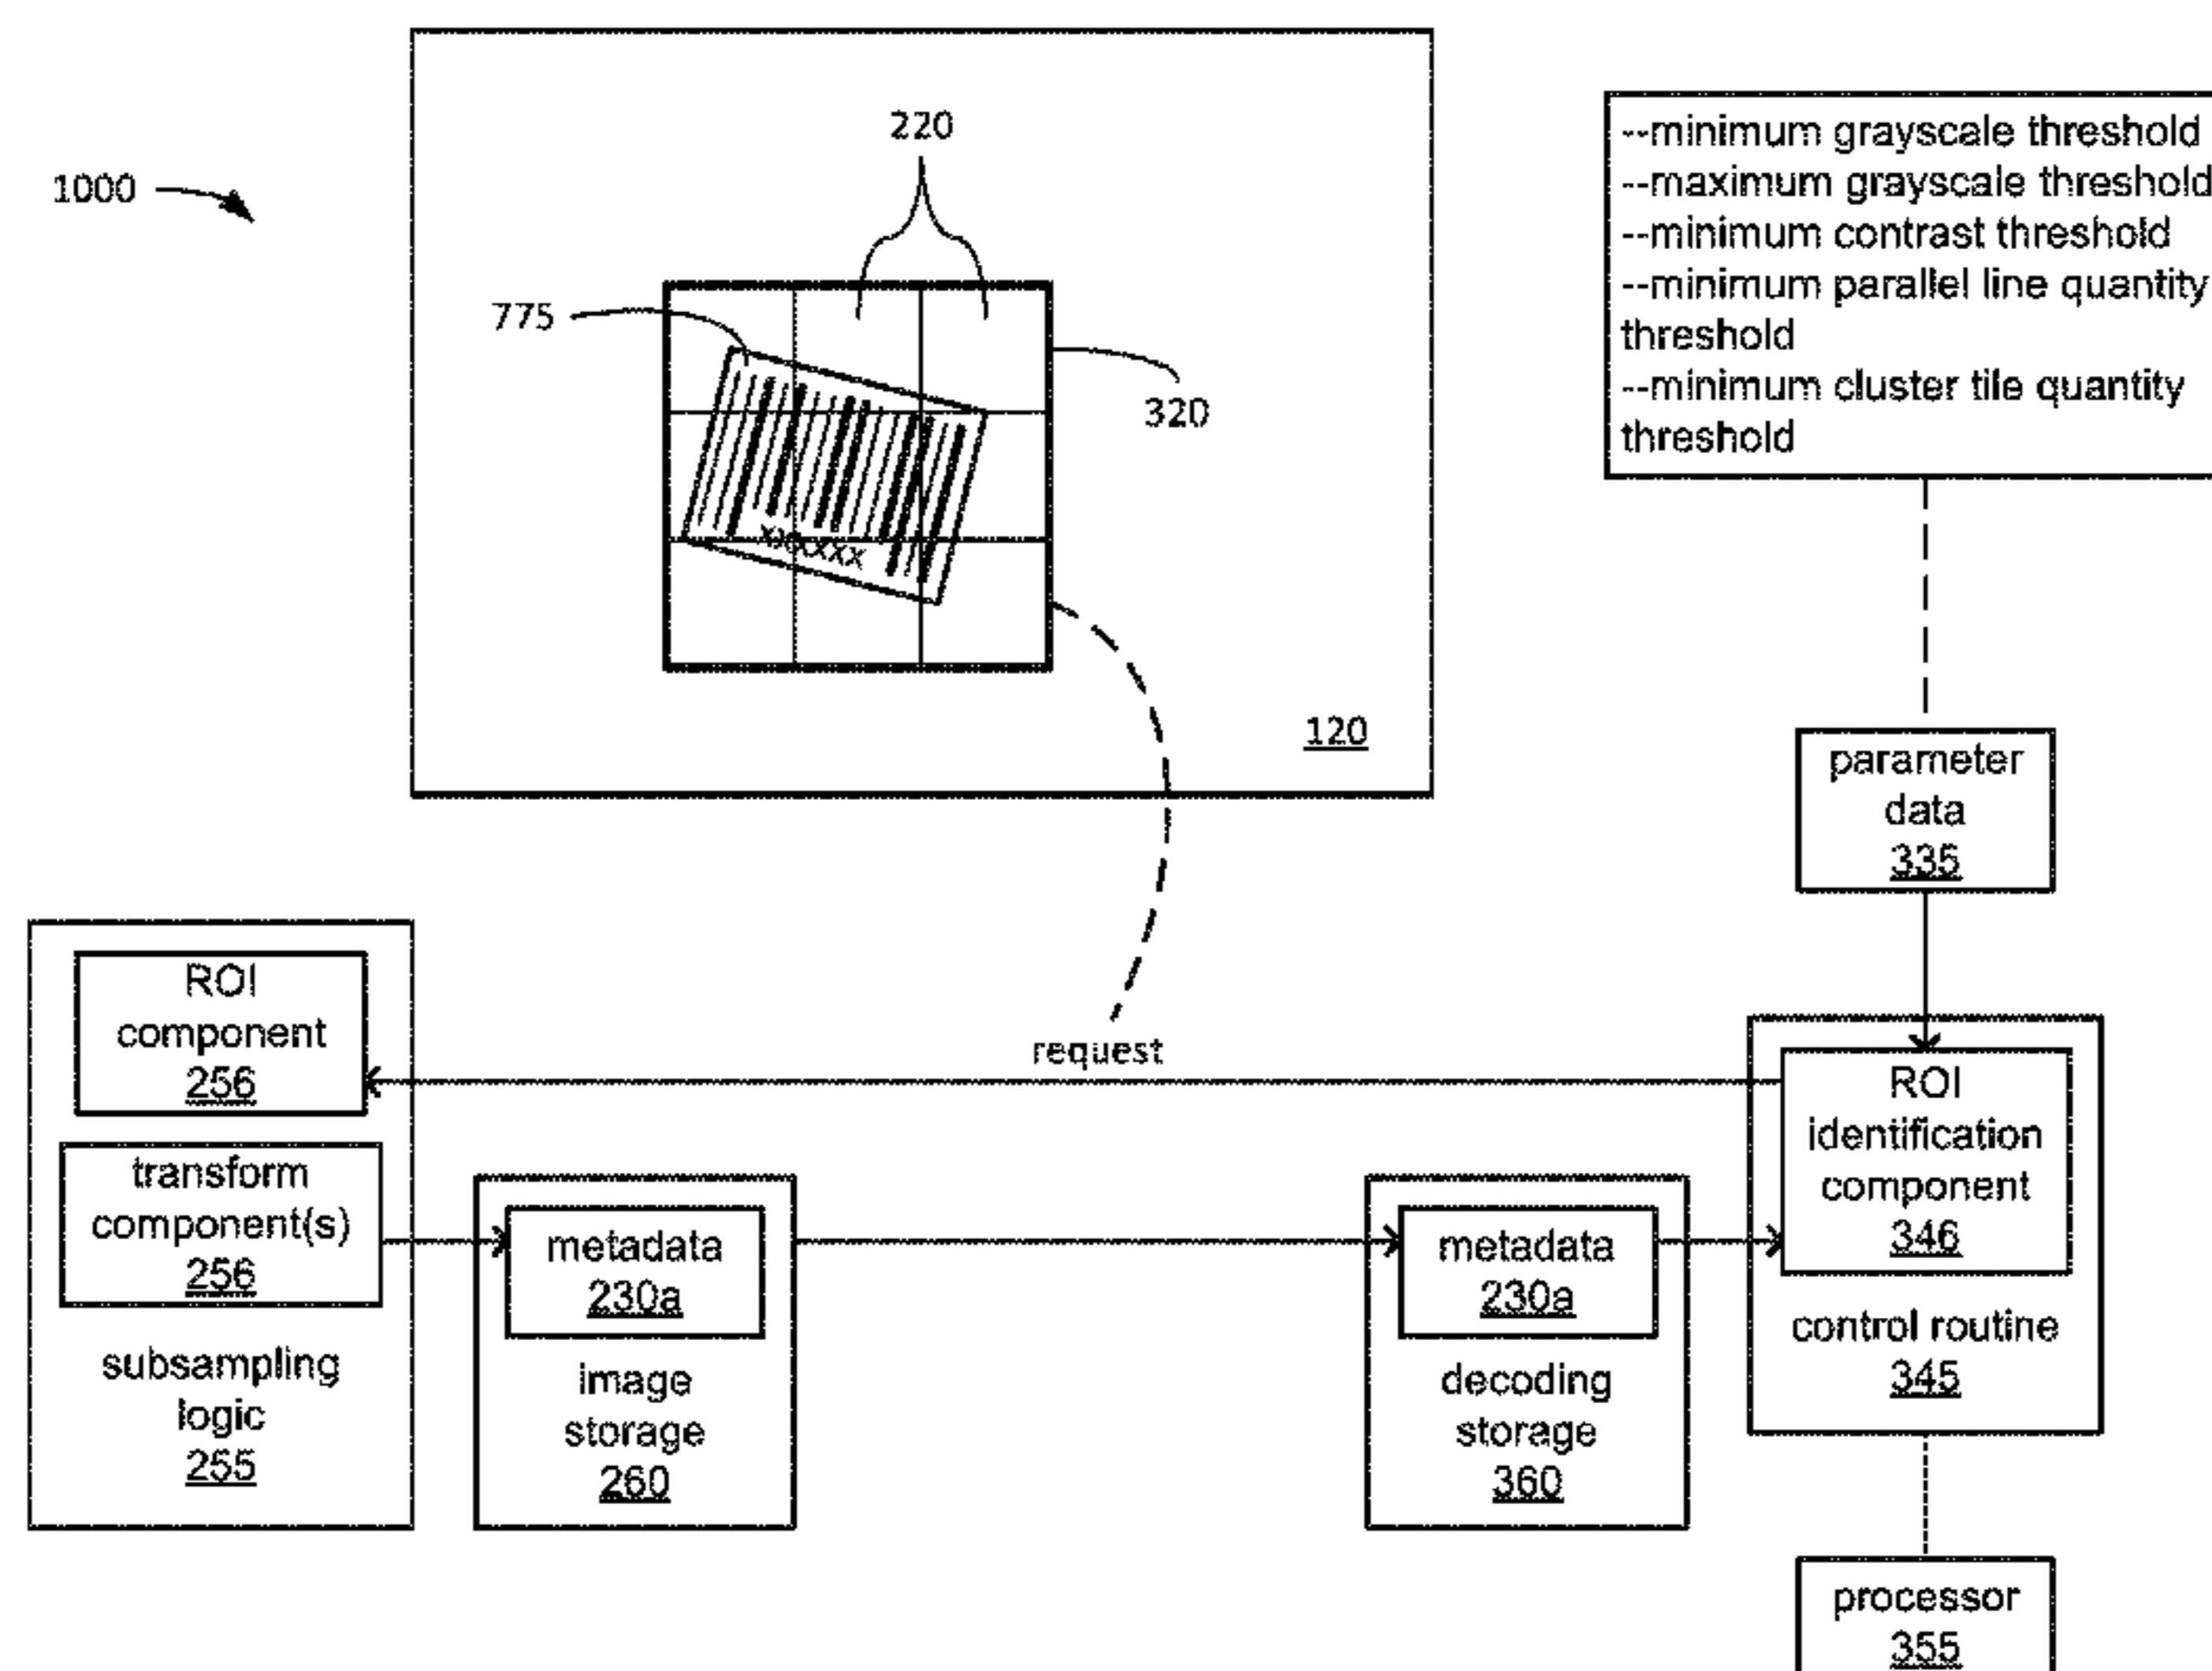 1000
220
775
320
120
--minimum grayscale threshold
--maximum grayscale threshold
--minimum contrast threshold
--minimum parallel line quantity
threshold
--minimum cluster tile quantity
threshold
xxxxxx
parameter
data
335
request
ROI
component
256
transform
component(s)
256
subsampling
logic
255
metadata
230a
image
storage
260
metadata
230a
decoding
storage
360
ROI
identification
component
346
control routine
345
processor
355